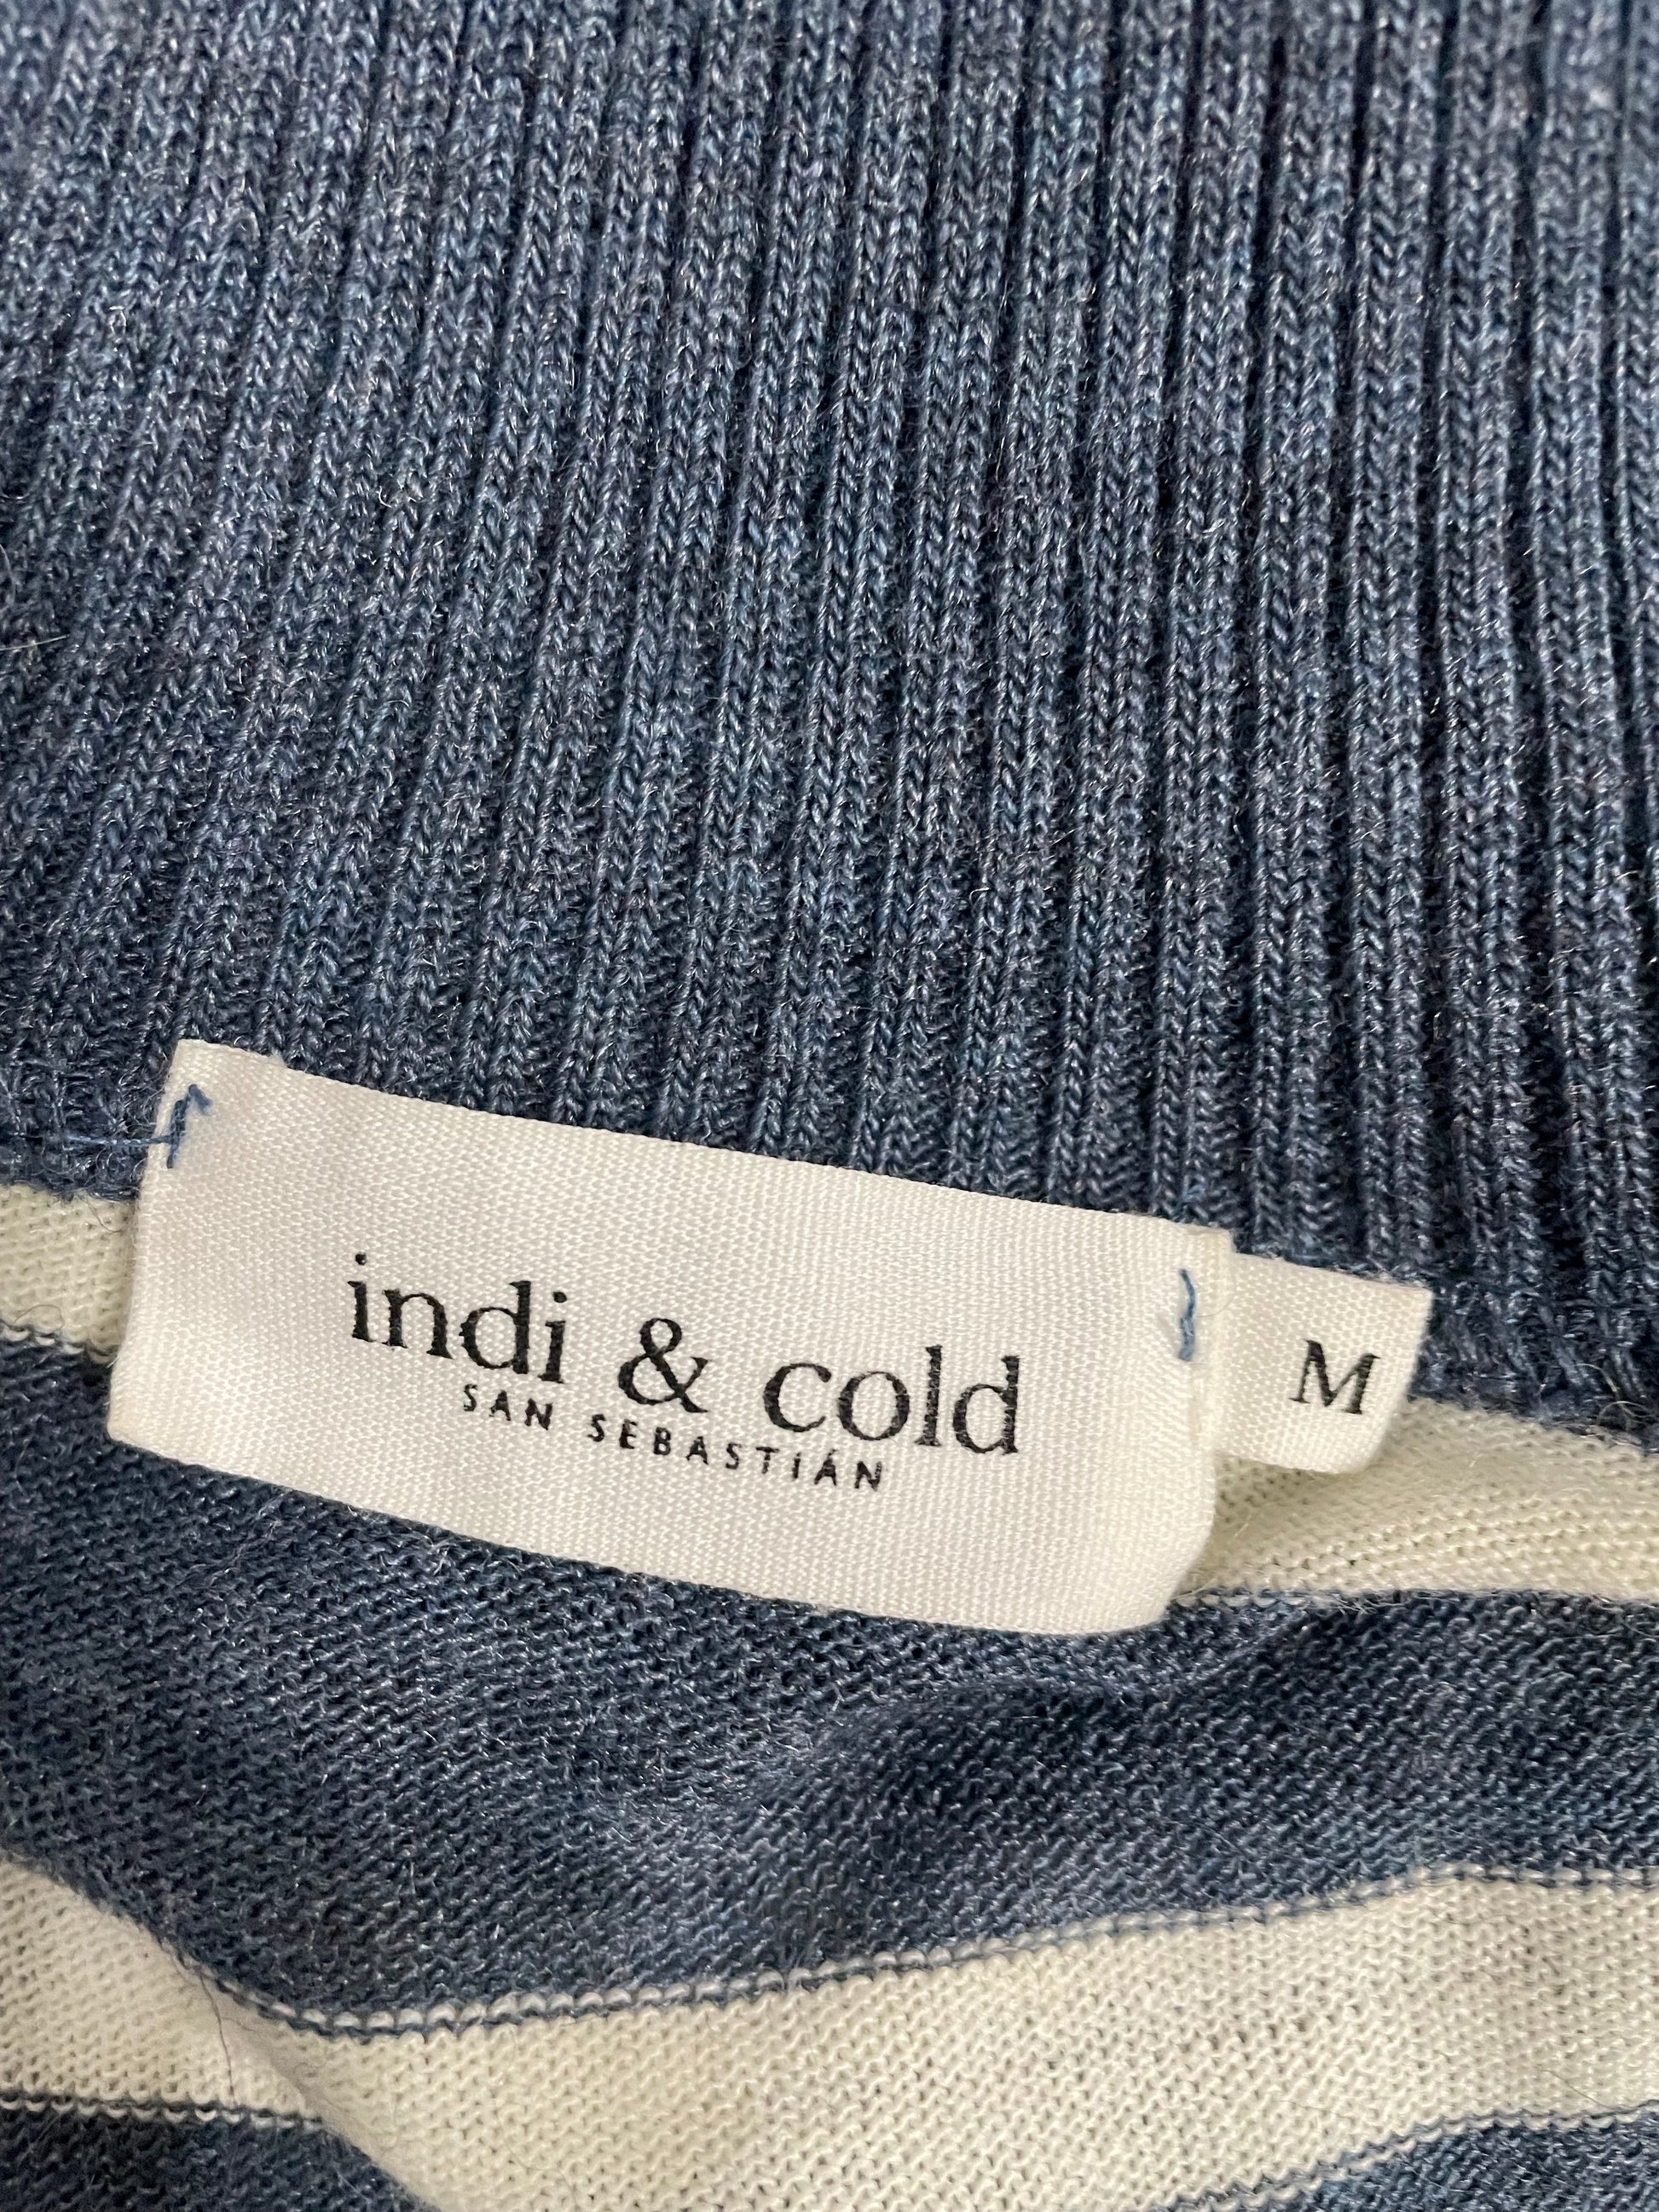 indi & cold
SAN SEBASTIÁN
M